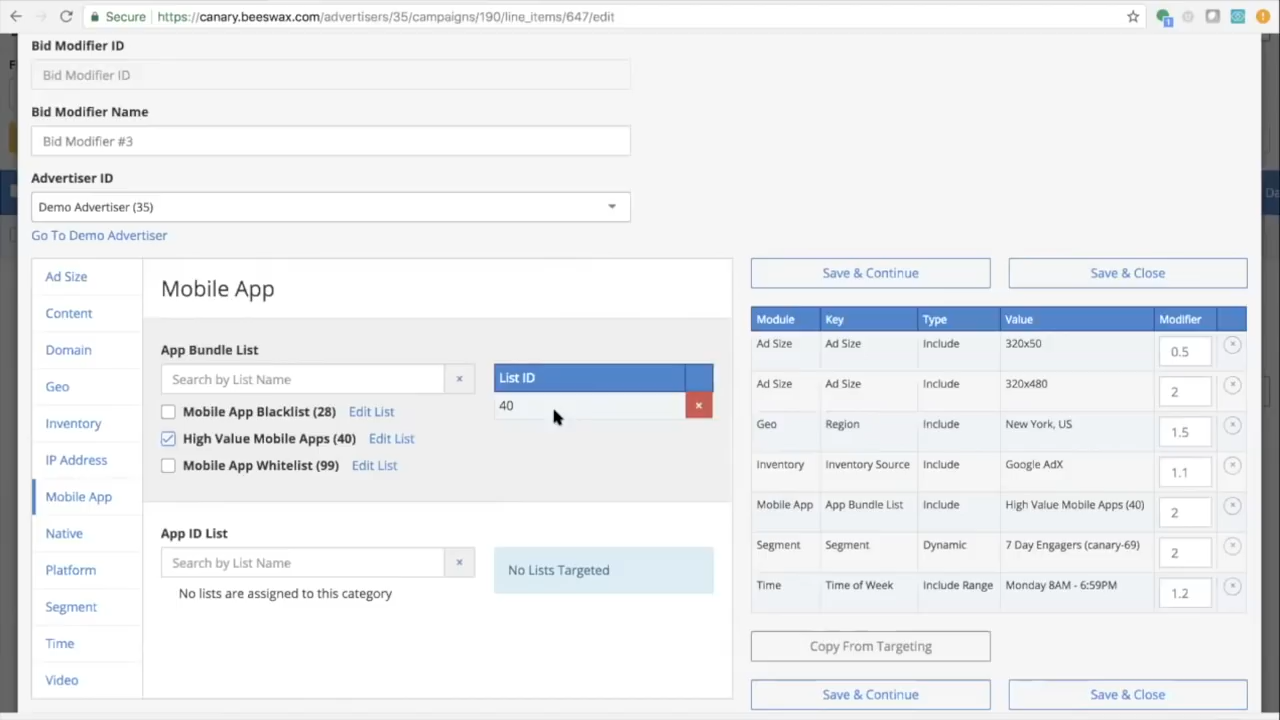 Secure https://canary.beeswax.com/advertisers/35/campaigns/190/line_items/647/edit
1
Bid Modifier ID
Bid Modifier ID
Bid Modifier Name
Bid Modifier #3
Advertiser ID
Demo Advertiser (35)
Go To Demo Advertiser
Ad Size
Content
Domain
Geo
Inventory
IP Address
Mobile App
Native
Platform
Segment
Time
Video
Mobile App
App Bundle List
Search by List Name ×
Mobile App Blacklist (28) Edit List
High Value Mobile Apps (40) Edit List
Mobile App Whitelist (99) Edit List
List ID
40 ×
App ID List
Search by List Name ×
No lists are assigned to this category
No Lists Targeted
Save & Continue Save & Close
Module Key Type Value Modifier
Ad Size Ad Size Include 320x50 0.5
Ad Size Ad Size Include 320x480 2
Geo Region Include New York, US 1.5
Inventory Inventory Source Include Google AdX 1.1
Mobile App App Bundle List Include High Value Mobile Apps (40) 2
Segment Segment Dynamic 7 Day Engagers (canary-69) 2
Time Time of Week Include Range Monday 8AM - 6:59PM 1.2
Copy From Targeting
Save & Continue Save & Close